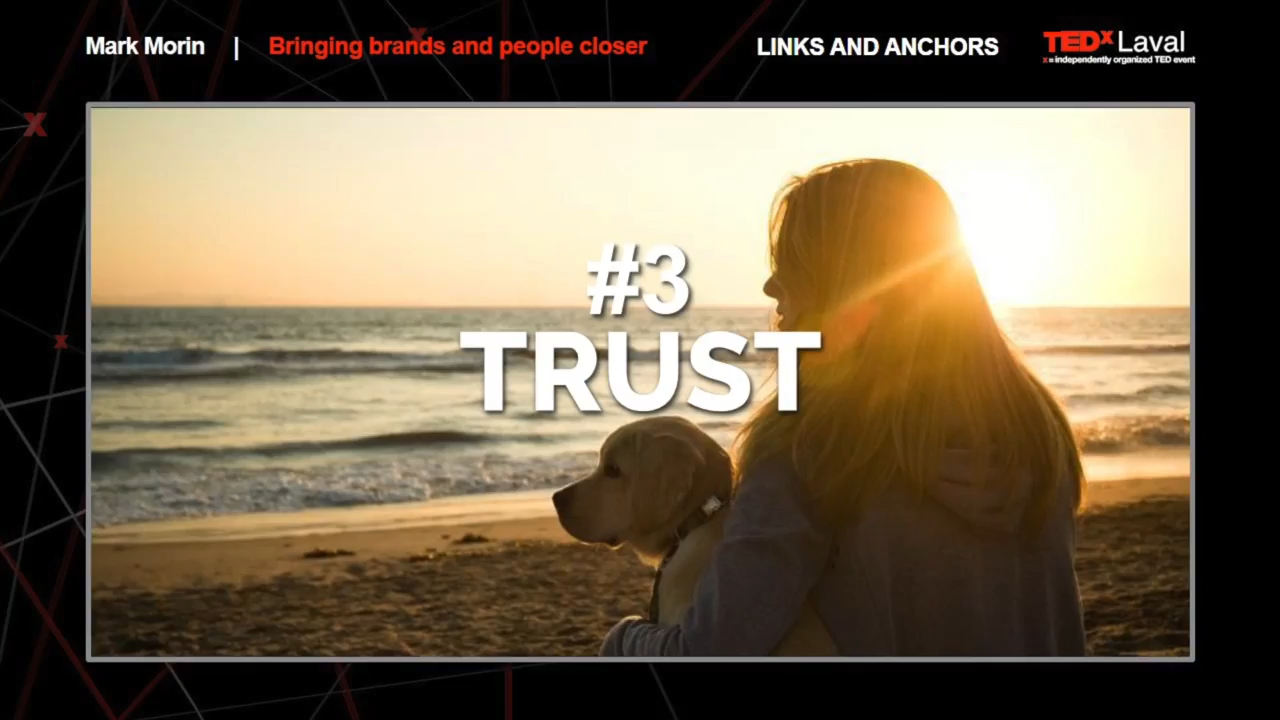 Mark Morin | Bringing brands and people closer
LINKS AND ANCHORS
TEDx Laval
x = independently organized TED event
#3
TRUST